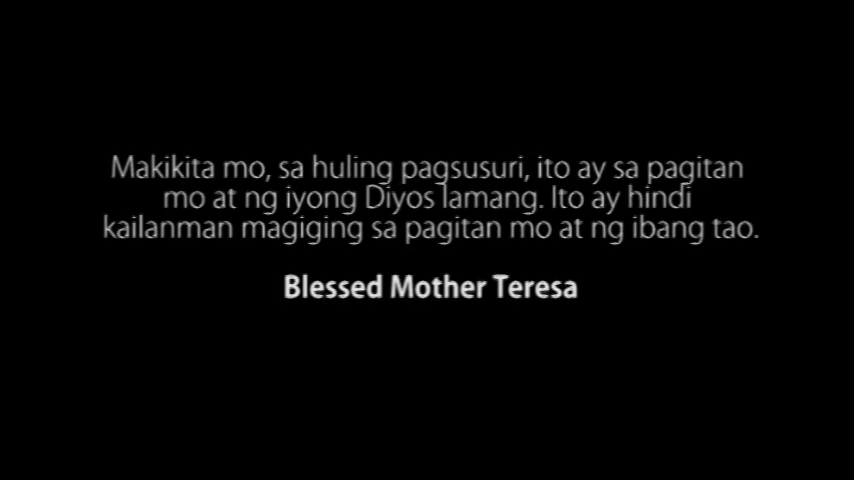 Makikita mo, sa huling pagsusuri, ito ay sa pagitan
mo at ng iyong Diyos lamang. Ito ay hindi
kailanman magiging sa pagitan mo at ng ibang tao.
Blessed Mother Teresa